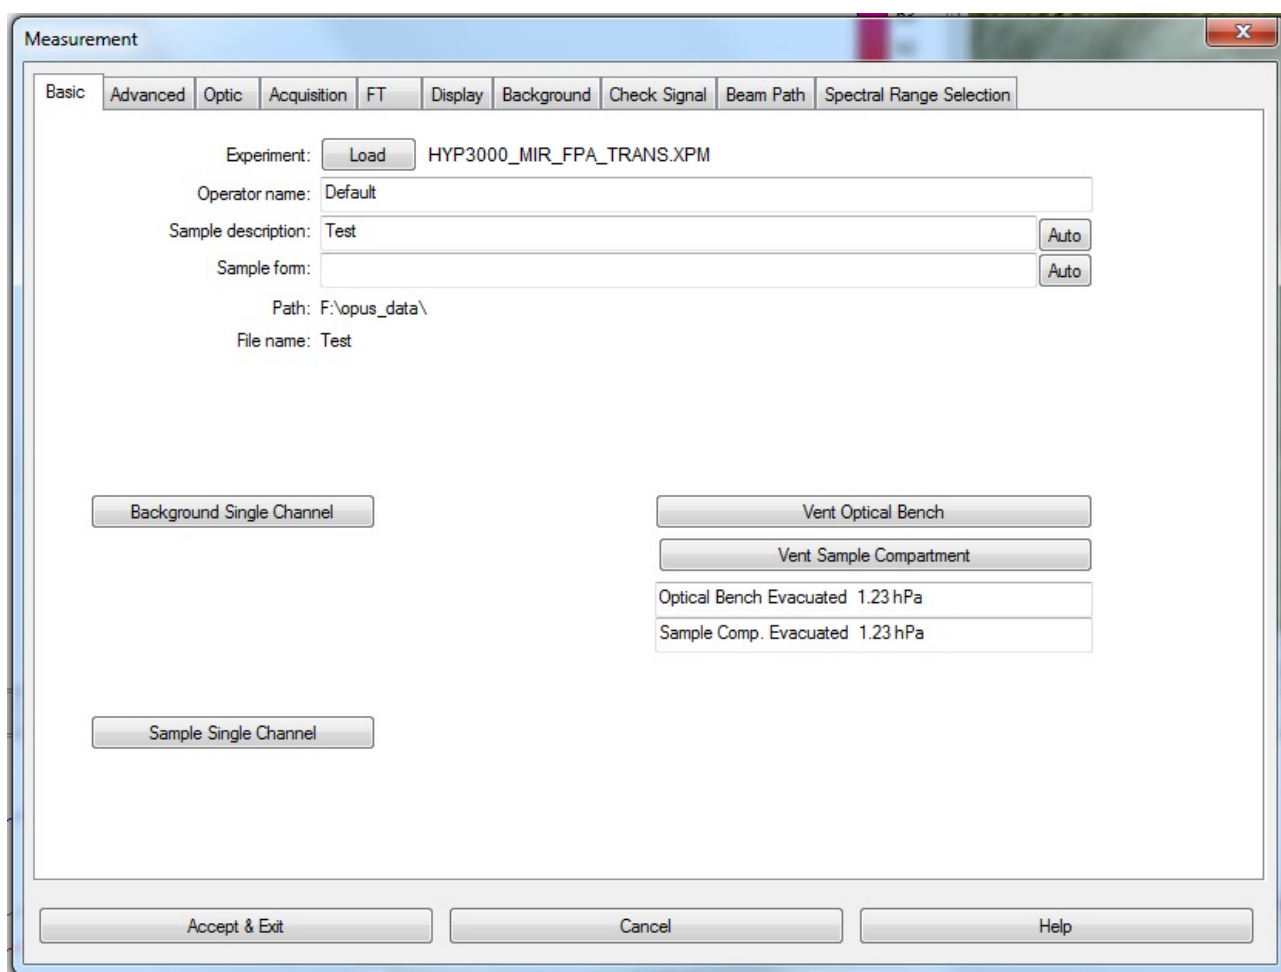 Measurement
Basic Advanced Optic Acquisition FT Display Background Check Signal Beam Path Spectral Range Selection
Experiment: Load HYP3000_MIR_FPA_TRANS.XPM
Operator name: Default
Sample description: Test Auto
Sample form: Auto
Path: F:\opus_data\
File name: Test
Background Single Channel Vent Optical Bench
Vent Sample Compartment
Optical Bench Evacuated 1.23 hPa
Sample Comp. Evacuated 1.23 hPa
Sample Single Channel
Accept & Exit Cancel Help